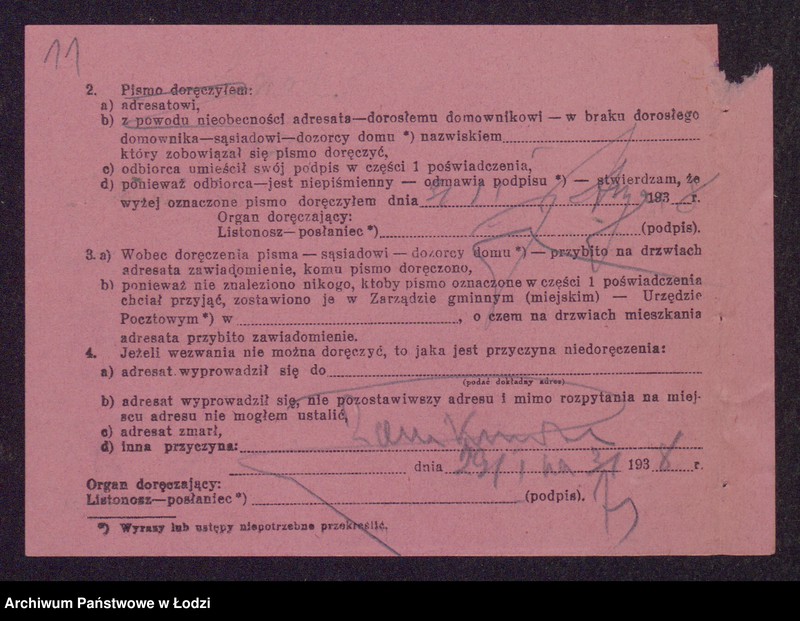 11
2. Pismo doręczyłem:
a) adresatowi,
b) z powodu nieobecności adresata—dorosłemu domownikowi — w braku dorosłego
domownika—sąsiadowi—dozorcy domu *) nazwiskiem
który zobowiązał się pismo doręczyć,
c) odbiorca umieścił swój podpis w części 1 poświadczenia,
d) ponieważ odbiorca—jest niepiśmienny — odmawia podpisu *) — stwierdzam, że
wyżej oznaczone pismo doręczyłem dnia 193 8 r.
Organ doręczający:
Listonosz—posłaniec *) (podpis).
3. a) Wobec doręczenia pisma — sąsiadowi — dozorcy domu *) — przybito na drzwiach
adresata zawiadomienie, komu pismo doręczono,
b) ponieważ nie znaleziono nikogo, ktoby pismo oznaczone w części 1 poświadczenia
chciał przyjąć, zostawiono je w Zarządzie gminnym (miejskim) — Urzędzie
Pocztowym *) w , o czem na drzwiach mieszkania
adresata przybito zawiadomienie.
4. Jeżeli wezwania nie można doręczyć, to jaka jest przyczyna niedoręczenia:
a) adresat wyprowadził się do
(podać dokładny adres)
b) adresat wyprowadził się, nie pozostawiwszy adresu i mimo rozpytania na miej-
scu adresu nie mogłem ustalić,
c) adresat zmarł,
d) inna przyczyna:
dnia 193 8 r.
Organ doręczający:
Listonosz—posłaniec *) (podpis).
*) Wyrazy lub ustępy niepotrzebne przekreślić.
Archiwum Państwowe w Łodzi